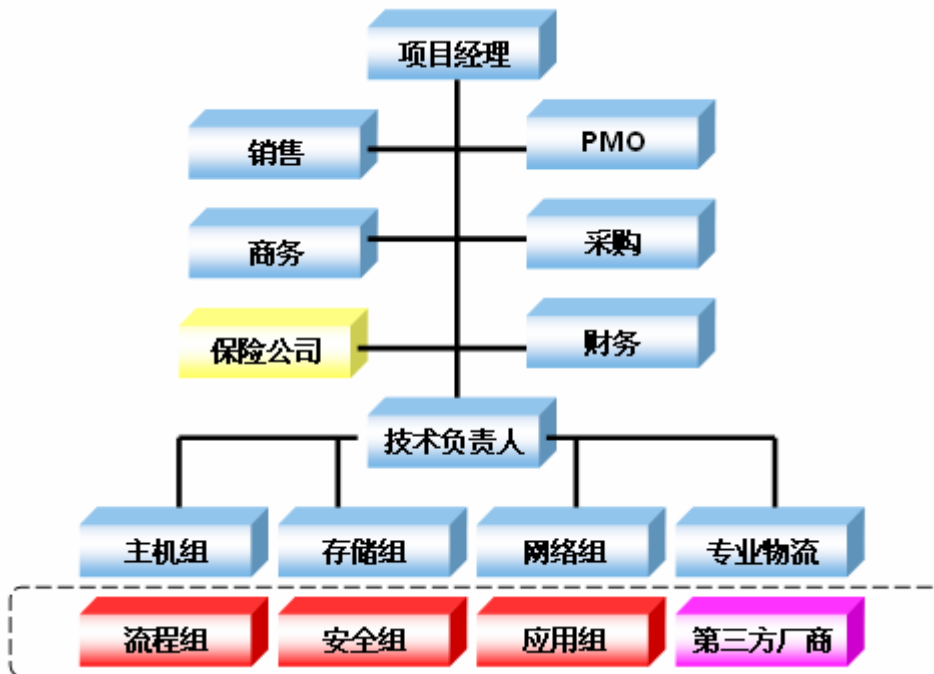 项目经理
销售
PMO
商务
采购
保险公司
财务
技术负责人
主机组
存储组
网络组
专业物流
流程组
安全组
应用组
第三方厂商